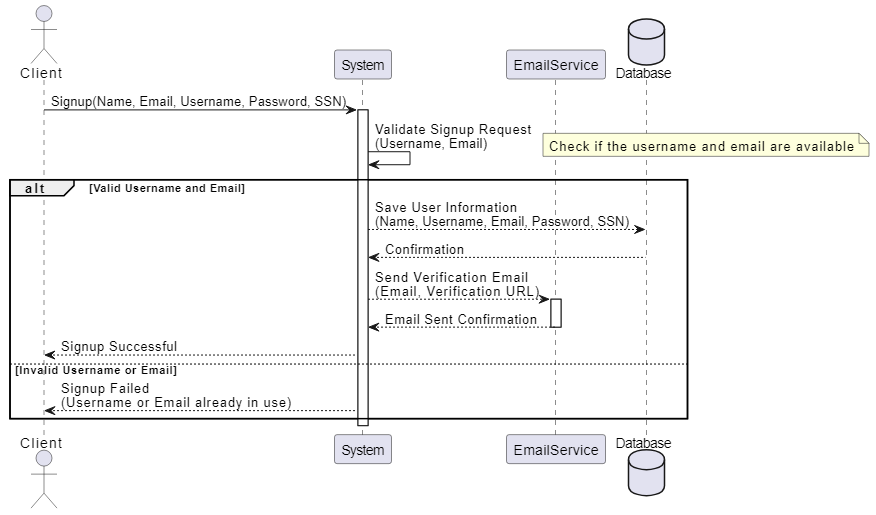 Client
System
EmailService
Database
Signup(Name, Email, Username, Password, SSN)
Validate Signup Request
(Username, Email)
Check if the username and email are available
alt
[Valid Username and Email]
Save User Information
(Name, Username, Email, Password, SSN)
Confirmation
Send Verification Email
(Email, Verification URL)
Email Sent Confirmation
Signup Successful
[Invalid Username or Email]
Signup Failed
(Username or Email already in use)
Client
System
EmailService
Database